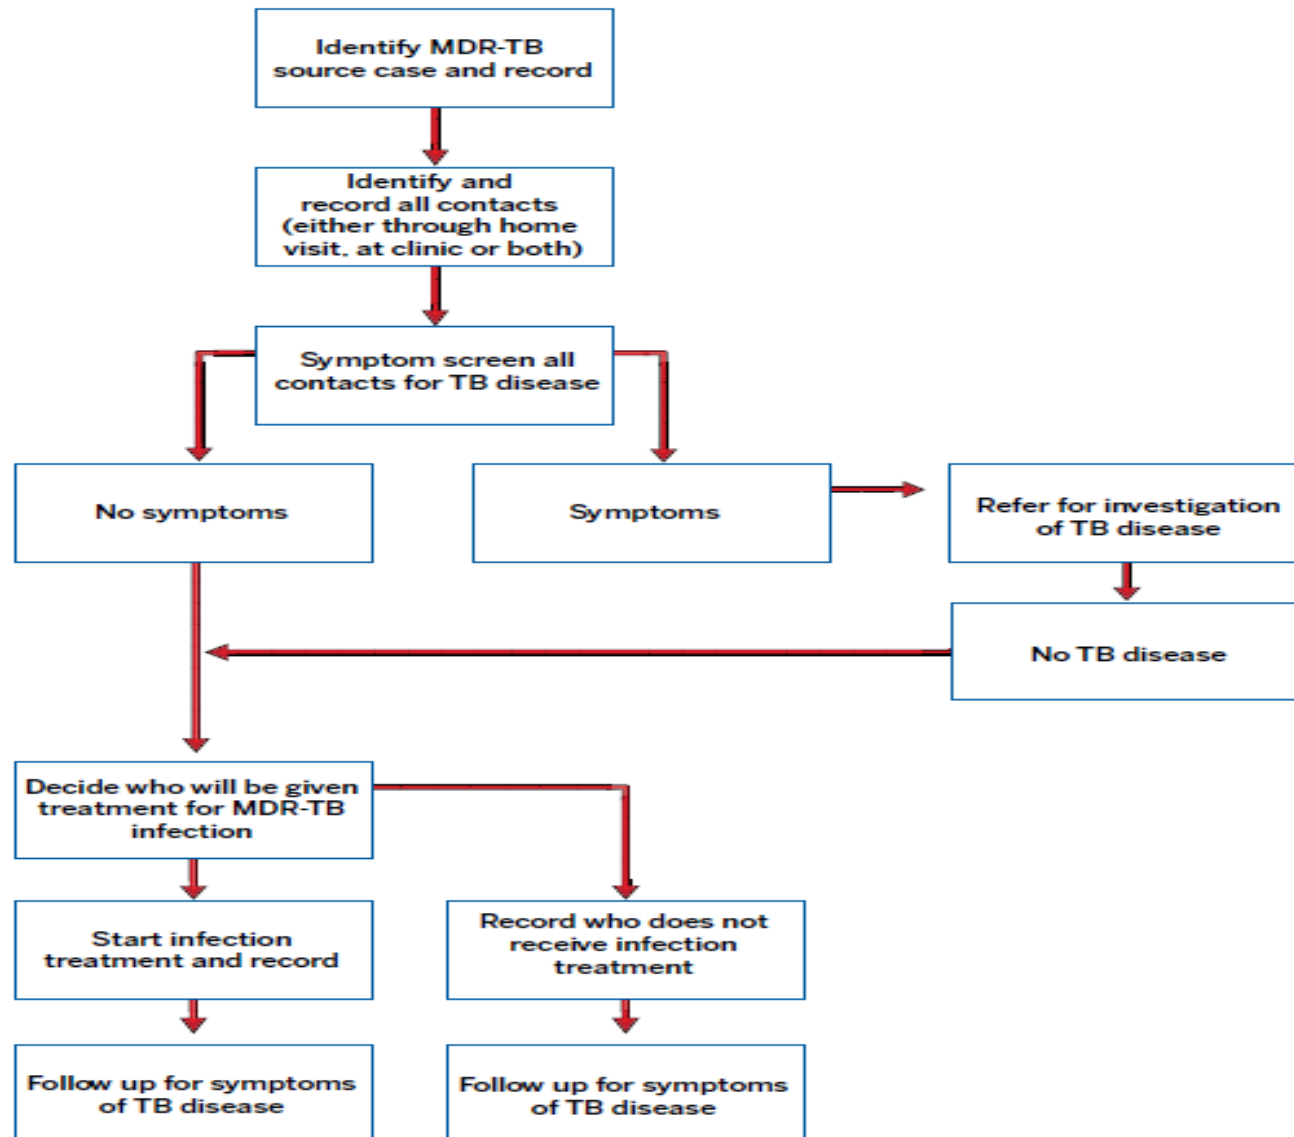 Identify MDR-TB
source case and record
Identify and
record all contacts
(either through home
visit, at clinic or both)
Symptom screen all
contacts for TB disease
No symptoms
Symptoms
Refer for investigation
of TB disease
No TB disease
Decide who will be given
treatment for MDR-TB
infection
Start infection
treatment and record
Record who does not
receive infection
treatment
Follow up for symptoms
of TB disease
Follow up for symptoms
of TB disease